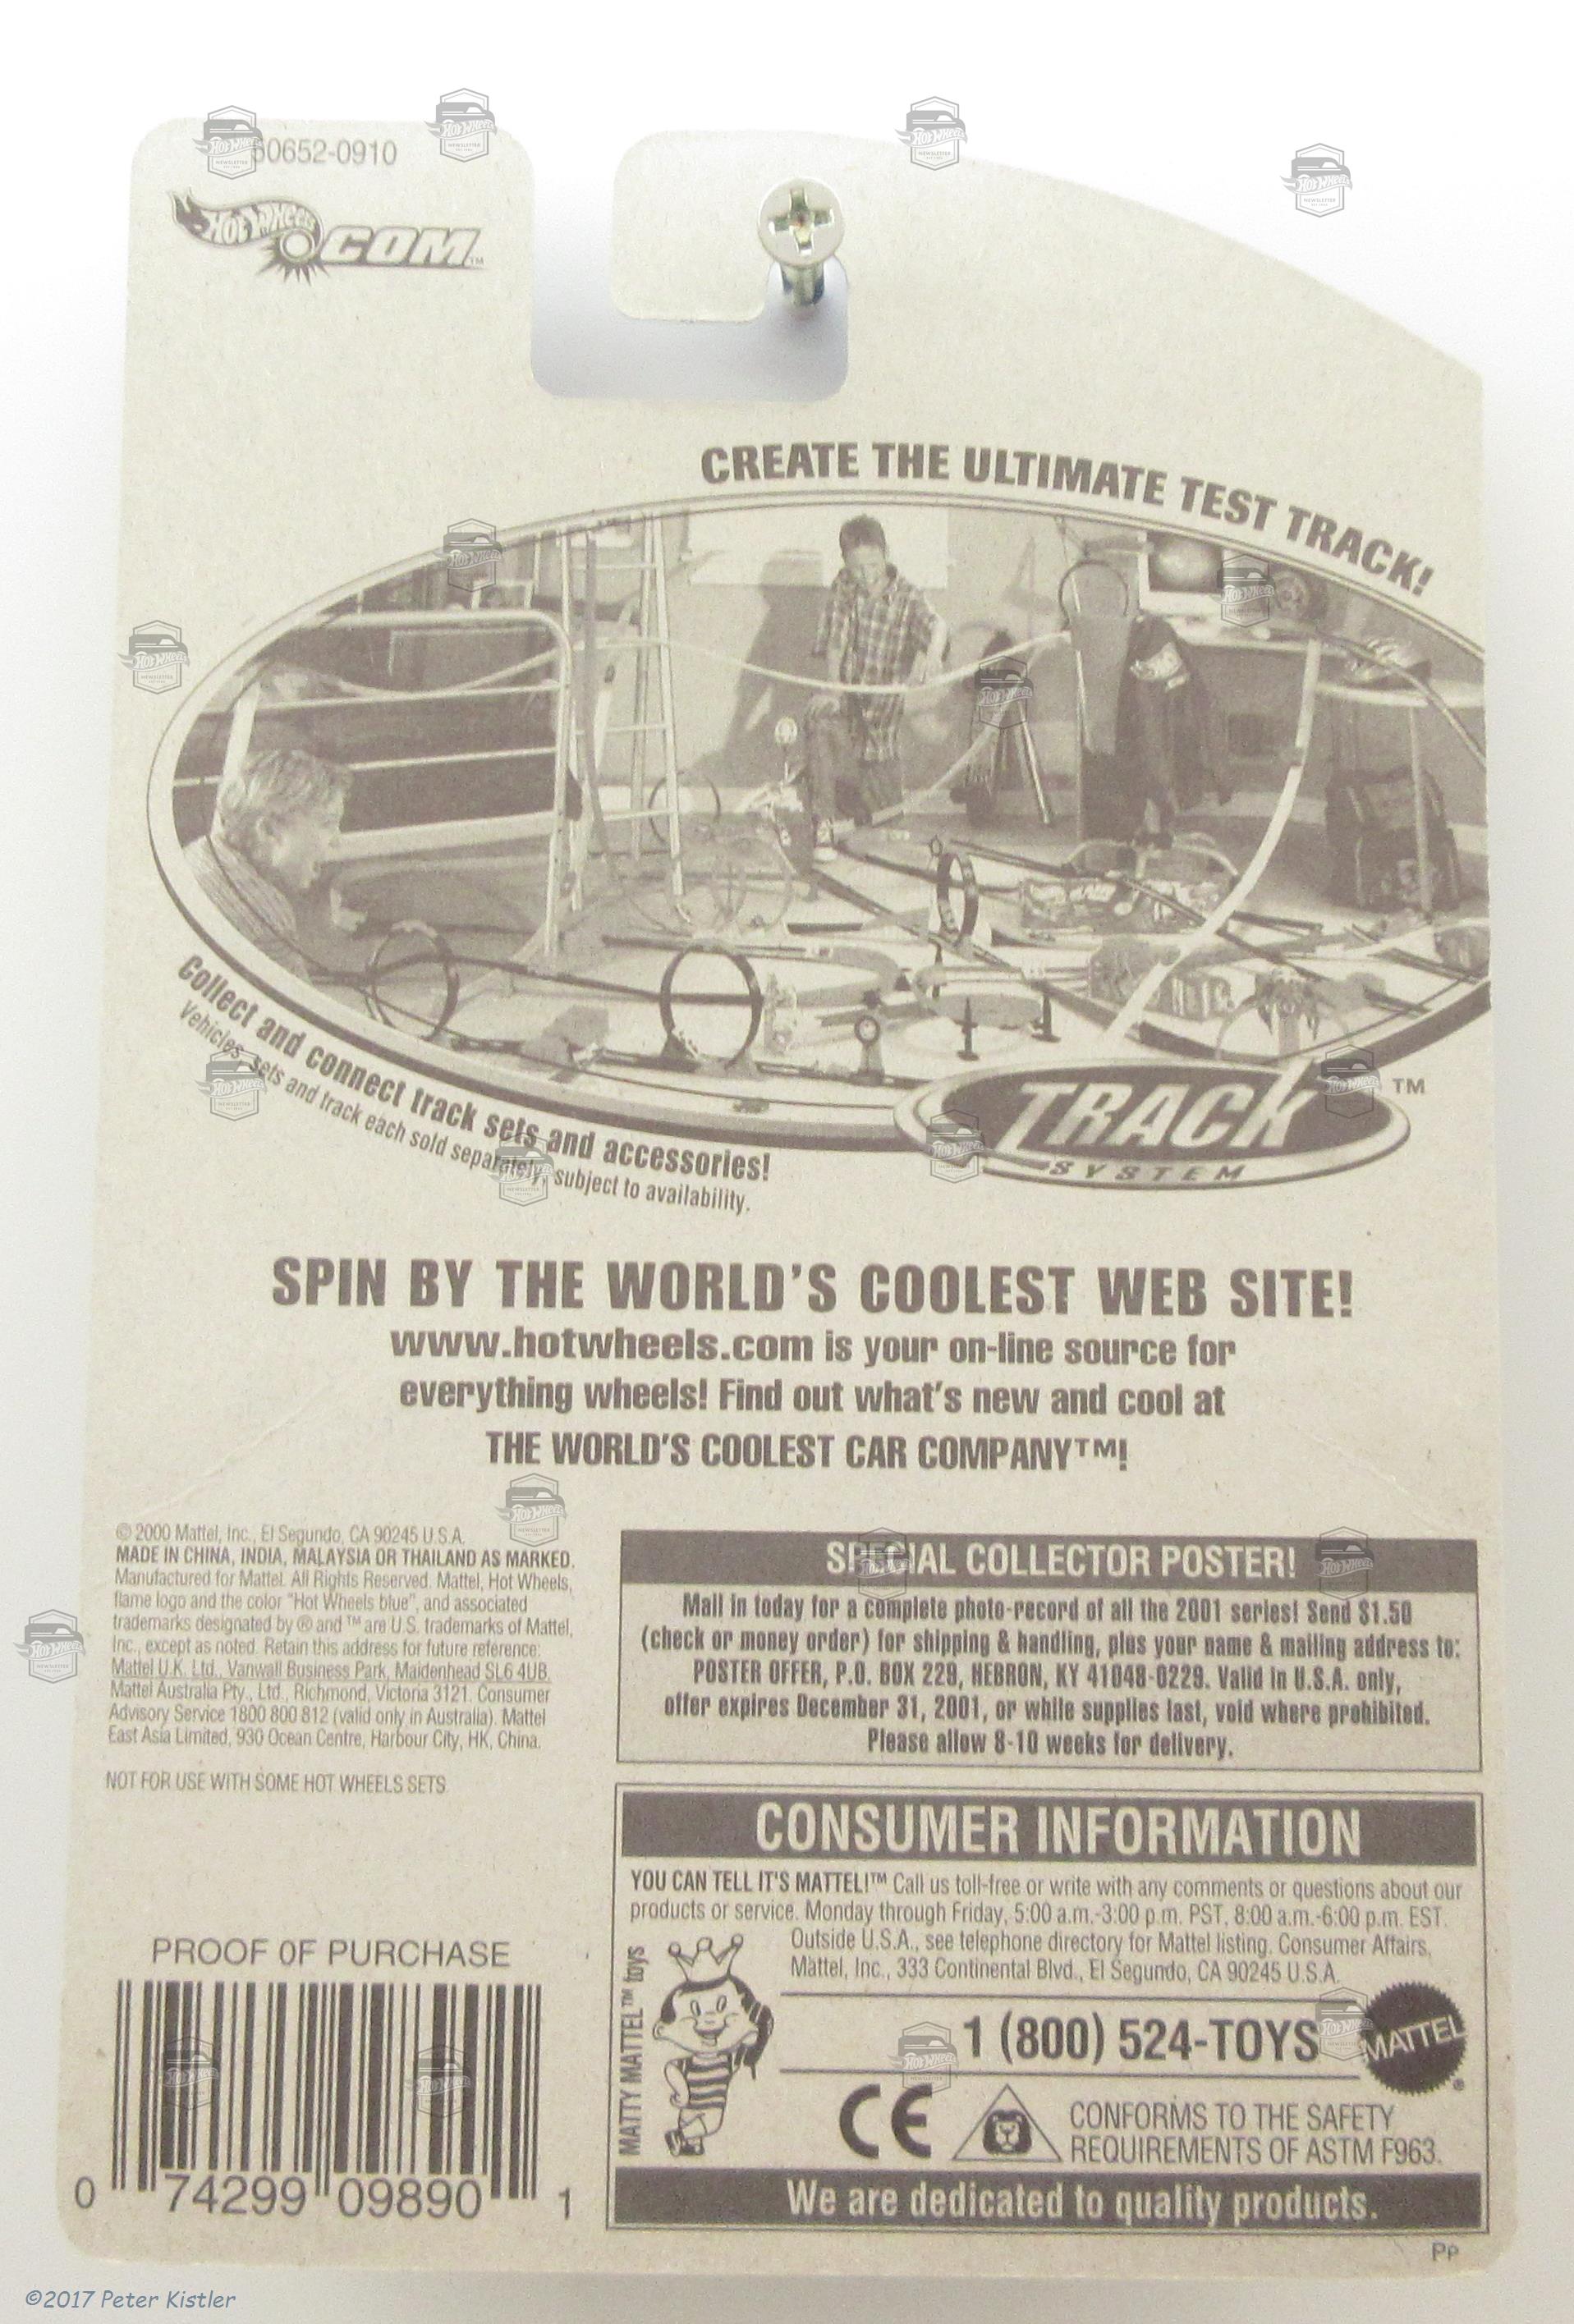 0652-0910
HOT WHEELS
.COM™
CREATE THE ULTIMATE TEST TRACK!
Collect and connect track sets and accessories!
Vehicles, sets and track each sold separately, subject to availability.
TRACK ™
SYSTEM
SPIN BY THE WORLD'S COOLEST WEB SITE!
www.hotwheels.com is your on-line source for
everything wheels! Find out what's new and cool at
THE WORLD'S COOLEST CAR COMPANY™!
© 2000 Mattel, Inc., El Segundo, CA 90245 U.S.A.
MADE IN CHINA, INDIA, MALAYSIA OR THAILAND AS MARKED.
Manufactured for Mattel. All Rights Reserved. Mattel, Hot Wheels,
flame logo and the color "Hot Wheels blue", and associated
trademarks designated by ® and ™ are U.S. trademarks of Mattel,
Inc., except as noted. Retain this address for future reference:
Mattel U.K. Ltd., Vanwall Business Park, Maidenhead SL6 4UB.
Mattel Australia Pty., Ltd., Richmond, Victoria 3121. Consumer
Advisory Service 1800 800 812 (valid only in Australia). Mattel
East Asia Limited, 930 Ocean Centre, Harbour City, HK, China.
NOT FOR USE WITH SOME HOT WHEELS SETS.
SPECIAL COLLECTOR POSTER!
Mail in today for a complete photo-record of all the 2001 series! Send $1.50
(check or money order) for shipping & handling, plus your name & mailing address to:
POSTER OFFER, P.O. BOX 229, HEBRON, KY 41048-0229. Valid in U.S.A. only,
offer expires December 31, 2001, or while supplies last, void where prohibited.
Please allow 8-10 weeks for delivery.
CONSUMER INFORMATION
YOU CAN TELL IT'S MATTEL!™ Call us toll-free or write with any comments or questions about our
products or service. Monday through Friday, 5:00 a.m.-3:00 p.m. PST, 8:00 a.m.-6:00 p.m. EST.
Outside U.S.A., see telephone directory for Mattel listing. Consumer Affairs,
Mattel, Inc., 333 Continental Blvd., El Segundo, CA 90245 U.S.A.
MATTY MATTEL™ toys
1 (800) 524-TOYS
MATTEL®
CE
CONFORMS TO THE SAFETY
REQUIREMENTS OF ASTM F963.
We are dedicated to quality products.
PROOF OF PURCHASE
0 74299 09890 1
PP
©2017 Peter Kistler